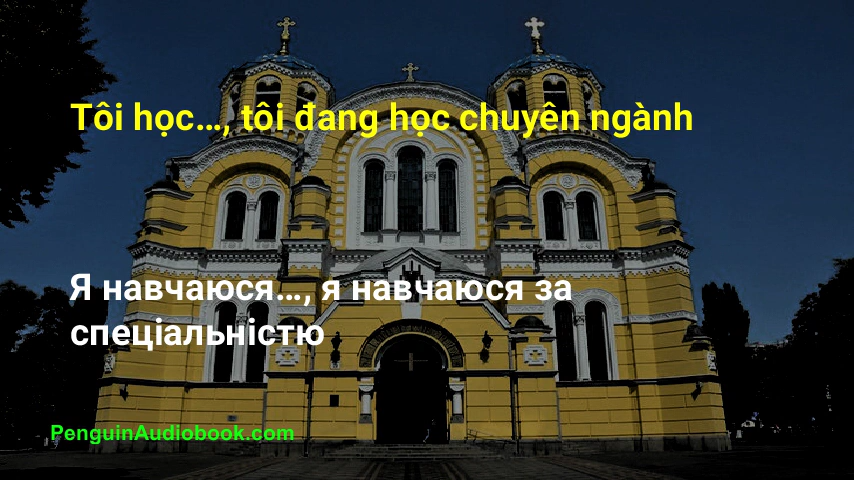 Tôi học..., tôi đang học chuyên ngành
Я навчаюся..., я навчаюся за
спеціальністю
PenguinAudiobook.com